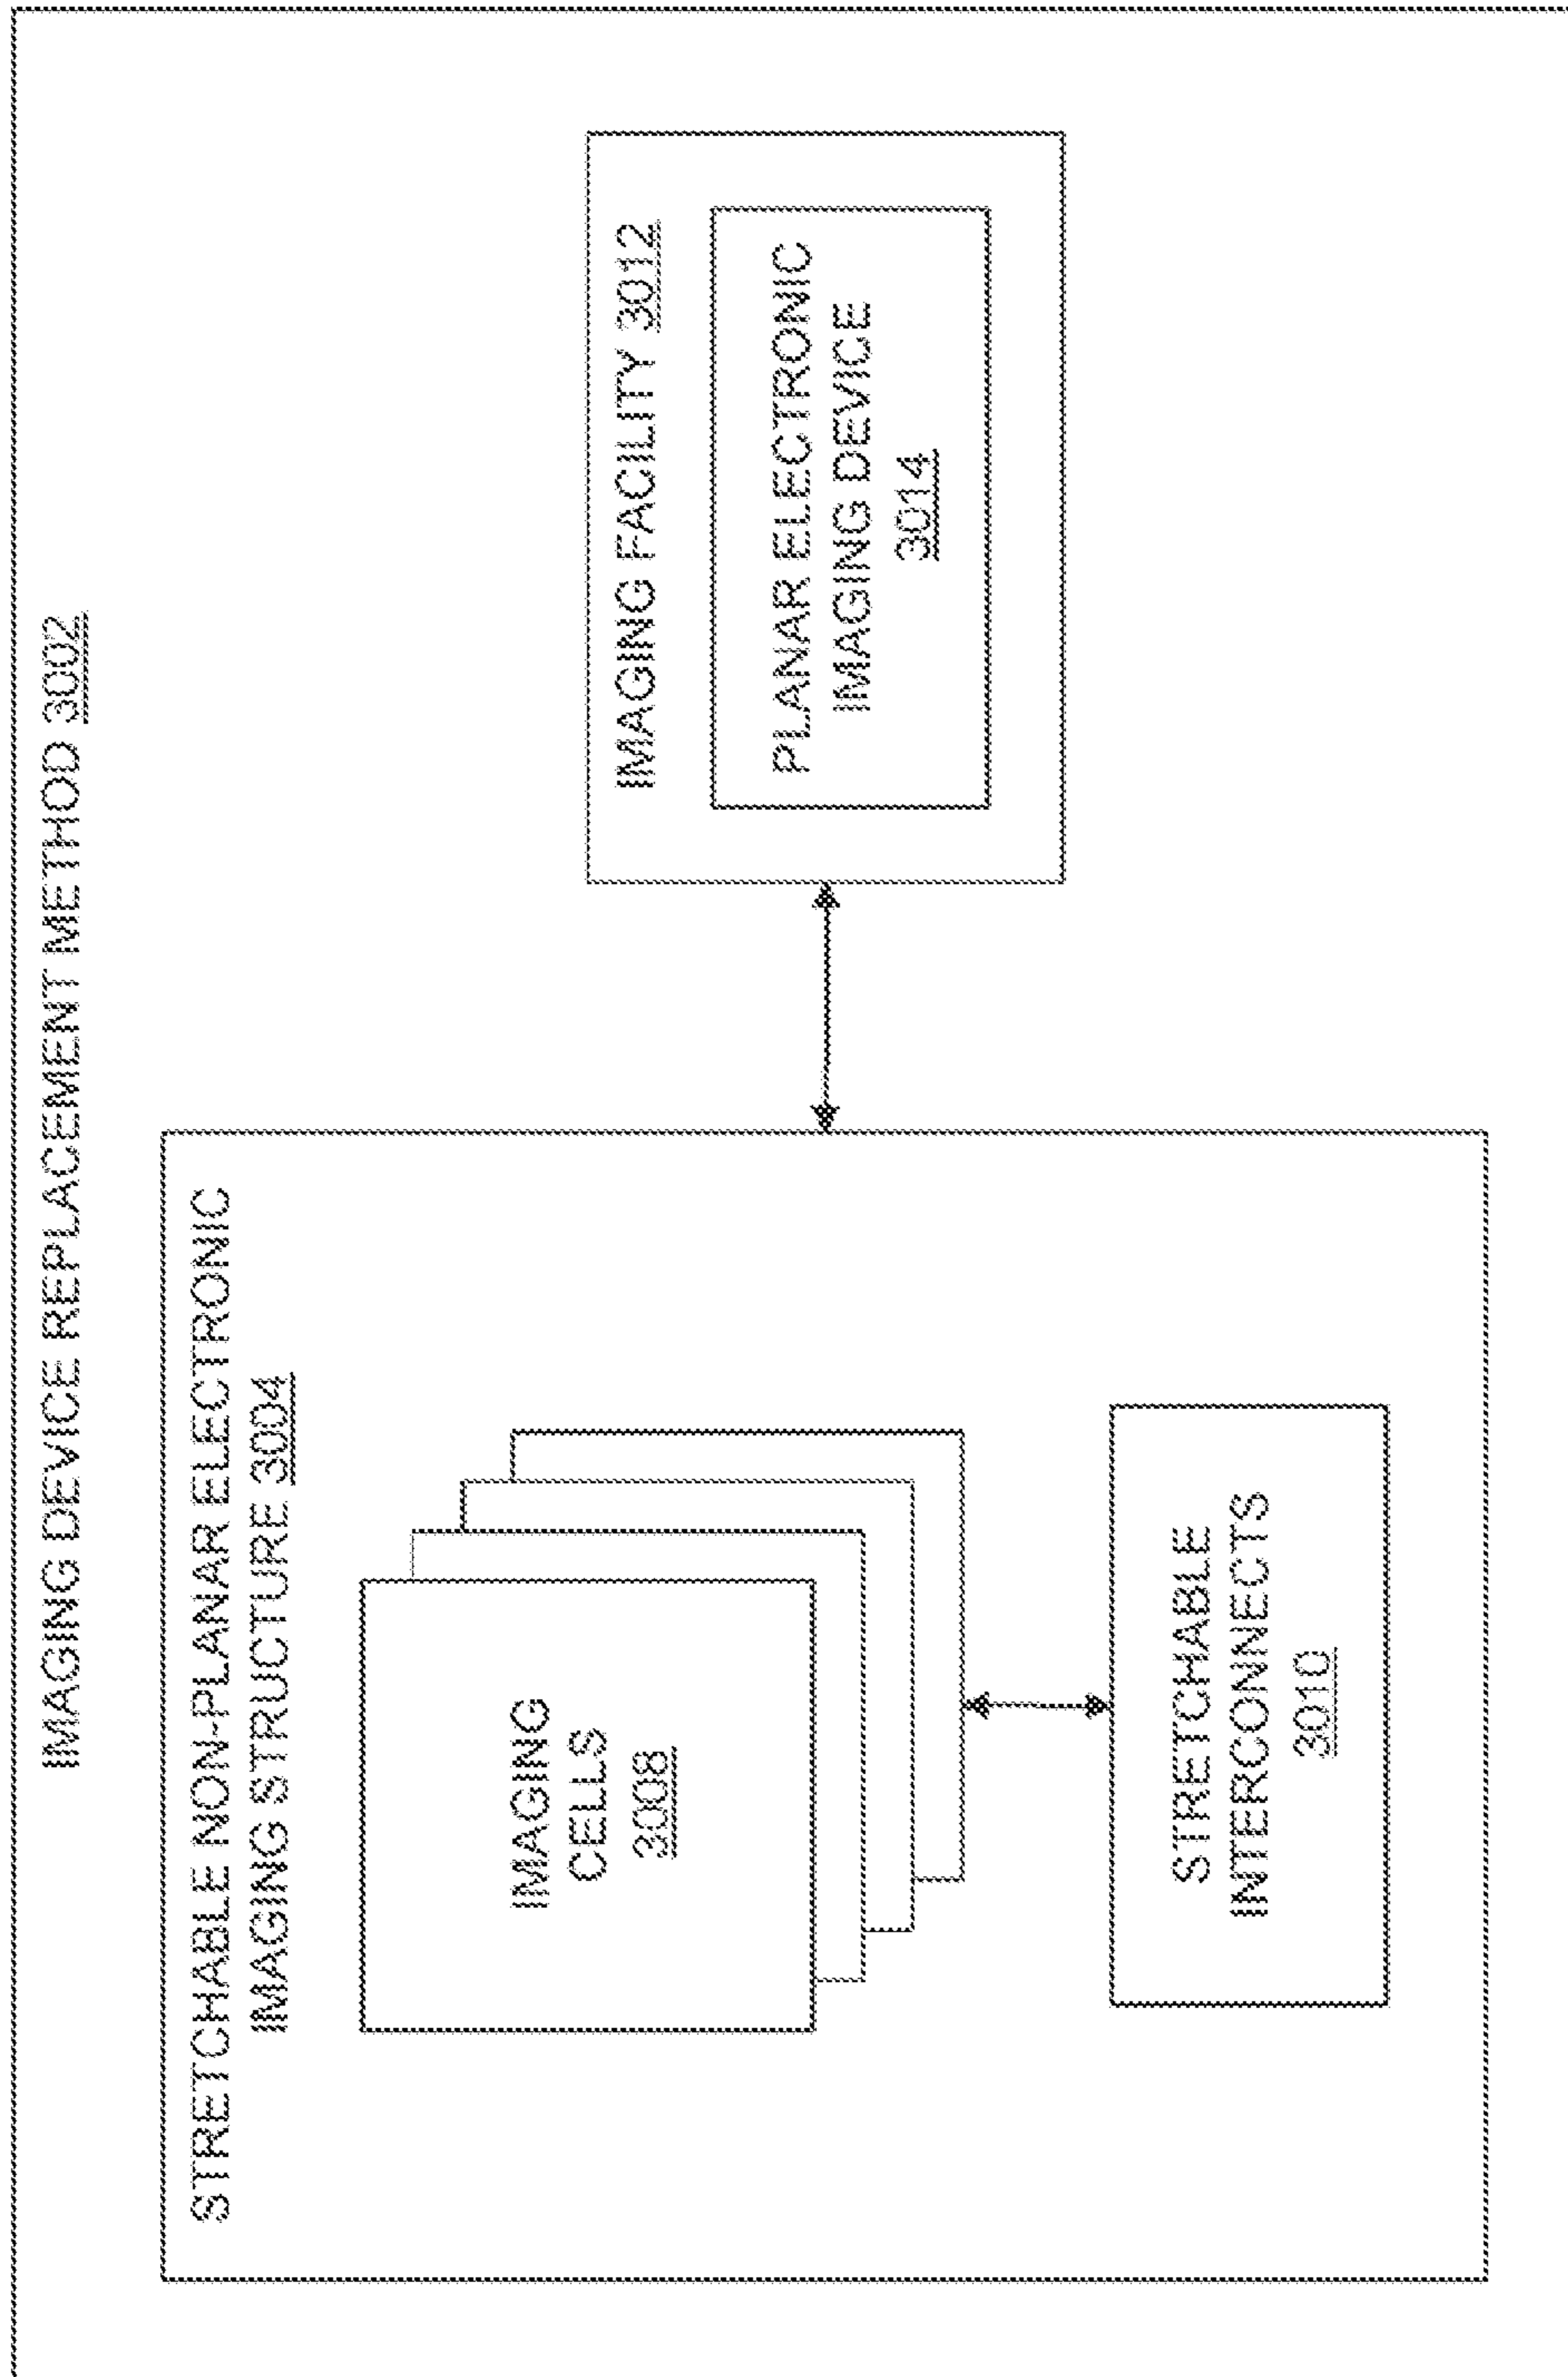 IMAGING DEVICE REPLACEMENT METHOD 3002
STRETCHABLE NON-PLANAR ELECTRONIC
IMAGING STRUCTURE 3004
IMAGING
CELLS
3008
STRETCHABLE
INTERCONNECTS
3010
IMAGING FACILITY 3012
PLANAR ELECTRONIC
IMAGING DEVICE
3014